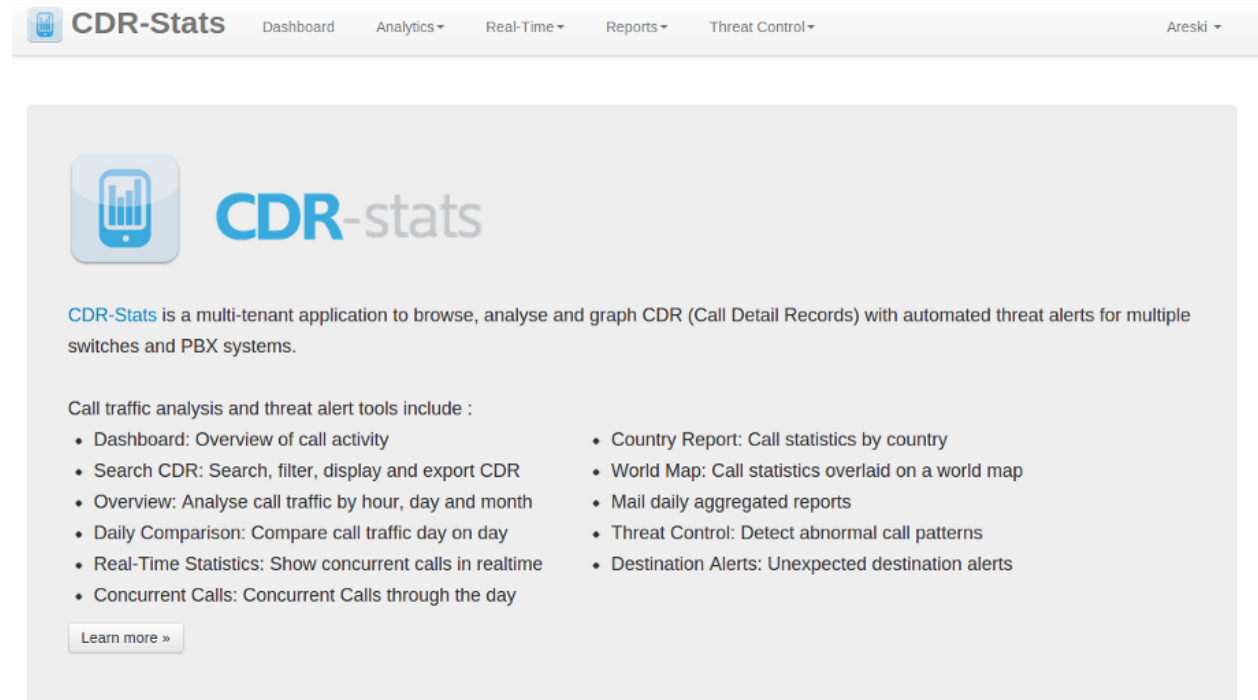 CDR-Stats Dashboard Analytics Real-Time Reports Threat Control Areski
CDR-stats
CDR-Stats is a multi-tenant application to browse, analyse and graph CDR (Call Detail Records) with automated threat alerts for multiple
switches and PBX systems.
Call traffic analysis and threat alert tools include :
• Dashboard: Overview of call activity
• Search CDR: Search, filter, display and export CDR
• Overview: Analyse call traffic by hour, day and month
• Daily Comparison: Compare call traffic day on day
• Real-Time Statistics: Show concurrent calls in realtime
• Concurrent Calls: Concurrent Calls through the day
• Country Report: Call statistics by country
• World Map: Call statistics overlaid on a world map
• Mail daily aggregated reports
• Threat Control: Detect abnormal call patterns
• Destination Alerts: Unexpected destination alerts
Learn more »